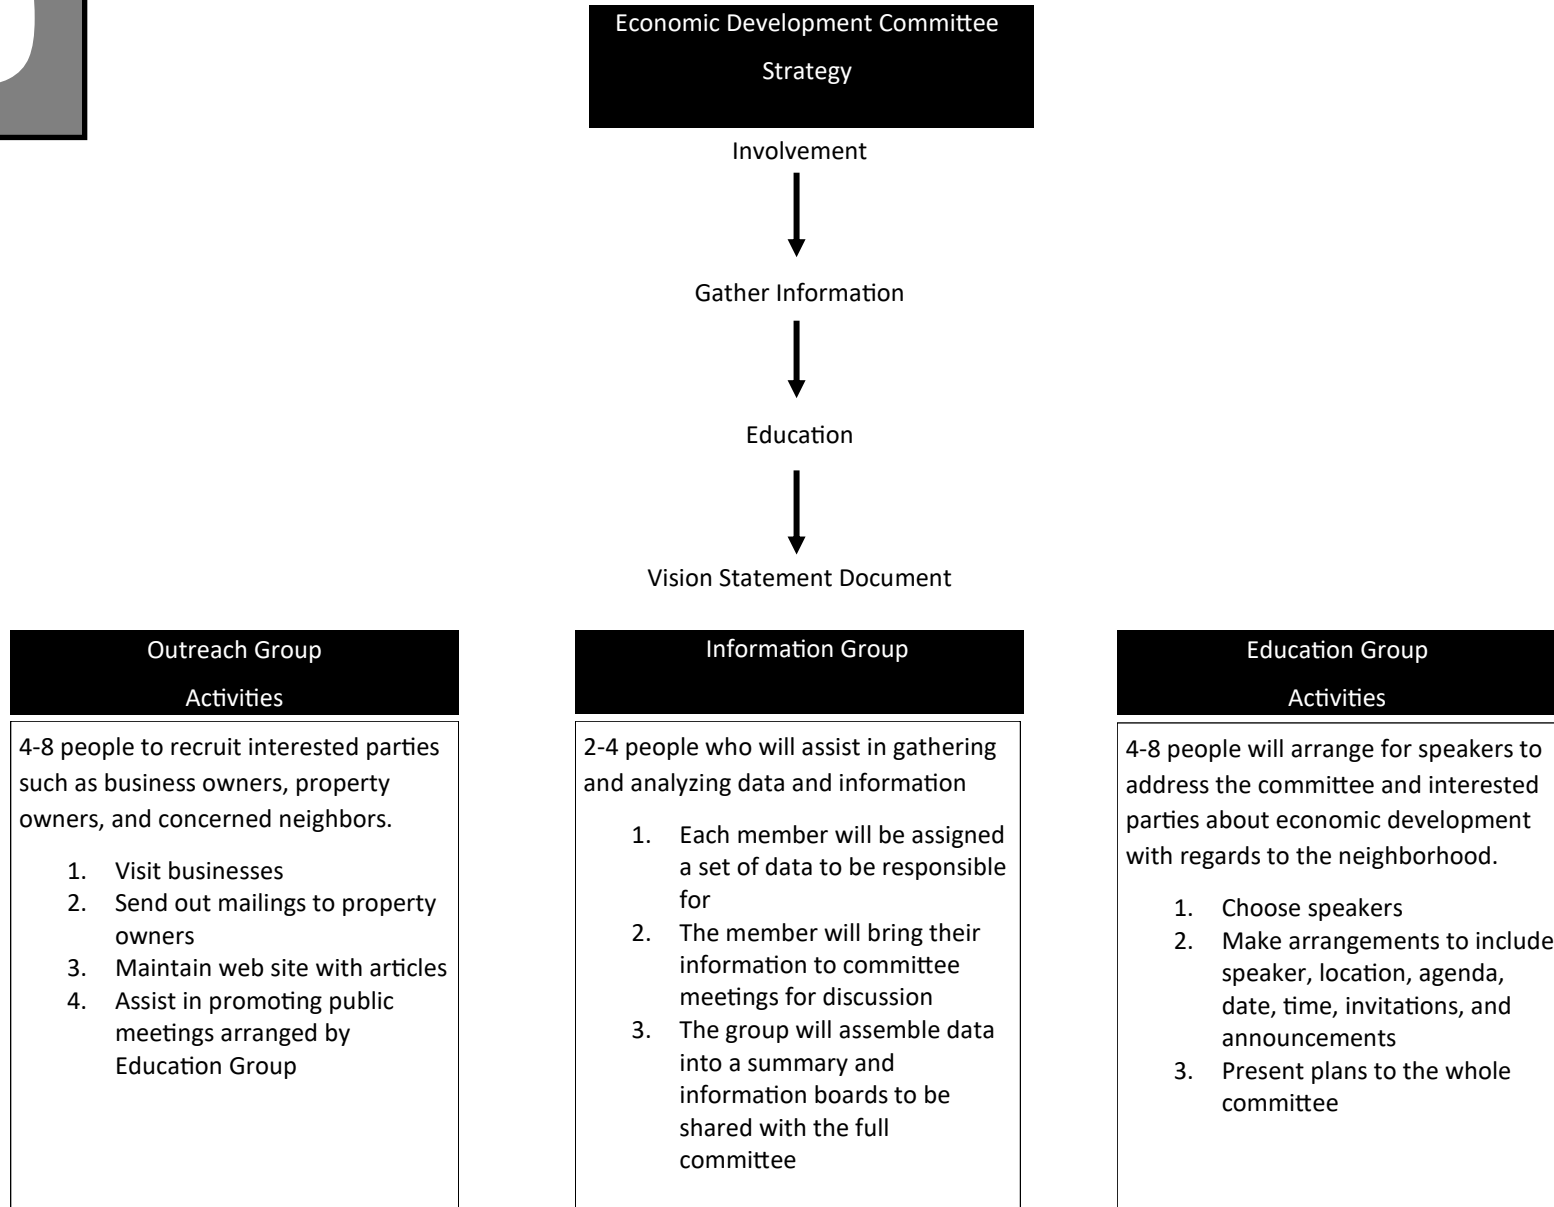 Economic Development Committee
Strategy
Involvement
Gather Information
Education
Vision Statement Document
Outreach Group
Activities
4-8 people to recruit interested parties
such as business owners, property
owners, and concerned neighbors.
1. Visit businesses
2. Send out mailings to property
owners
3. Maintain web site with articles
4. Assist in promoting public
meetings arranged by
Education Group
Information Group
2-4 people who will assist in gathering
and analyzing data and information
1. Each member will be assigned
a set of data to be responsible
for
2. The member will bring their
information to committee
meetings for discussion
3. The group will assemble data
into a summary and
information boards to be
shared with the full
committee
Education Group
Activities
4-8 people will arrange for speakers to
address the committee and interested
parties about economic development
with regards to the neighborhood.
1. Choose speakers
2. Make arrangements to include
speaker, location, agenda,
date, time, invitations, and
announcements
3. Present plans to the whole
committee